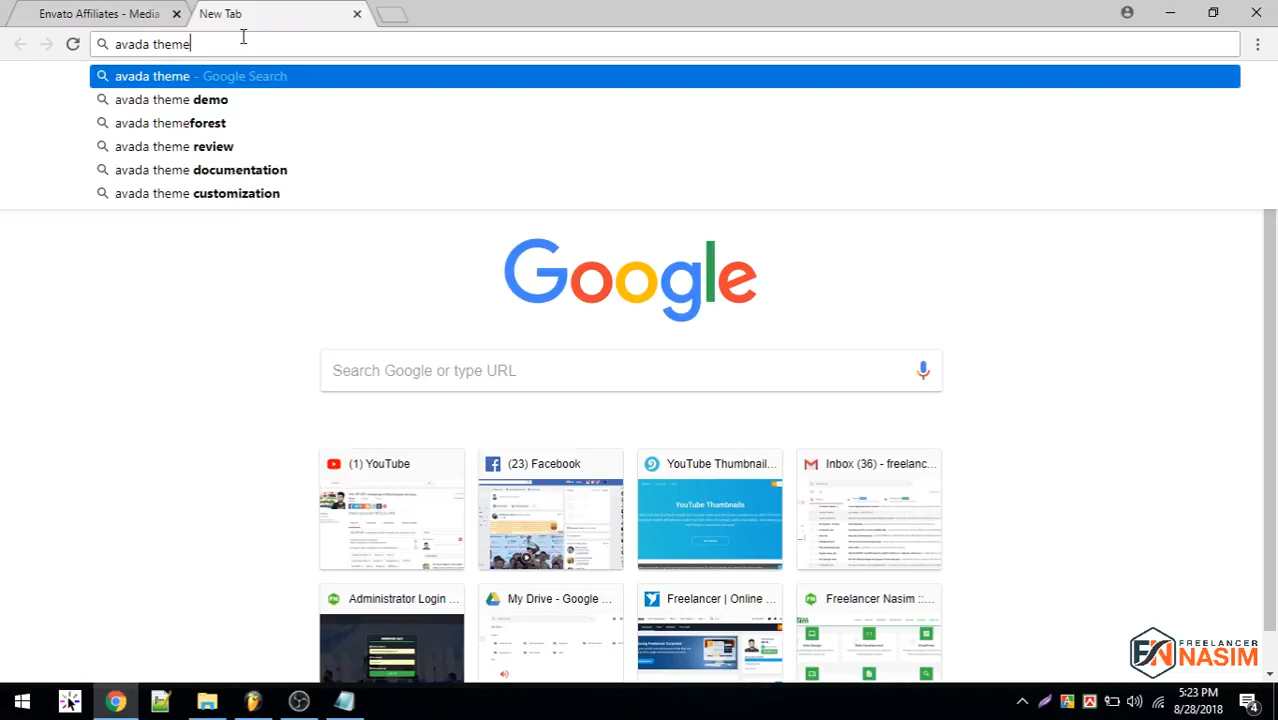 Envato Affiliates - Media
New Tab
avada theme
avada theme - Google Search
avada theme demo
avada themeforest
avada theme review
avada theme documentation
avada theme customization
Google
Search Google or type URL
(1) YouTube
(23) Facebook
YouTube Thumbnail...
Inbox (36) - freelanc...
YouTube Thumbnails
Administrator Login ...
My Drive - Google ...
Freelancer | Online ...
Freelancer Nasim ::...
FREELANCER
NASIM
5:23 PM
8/28/2018
4